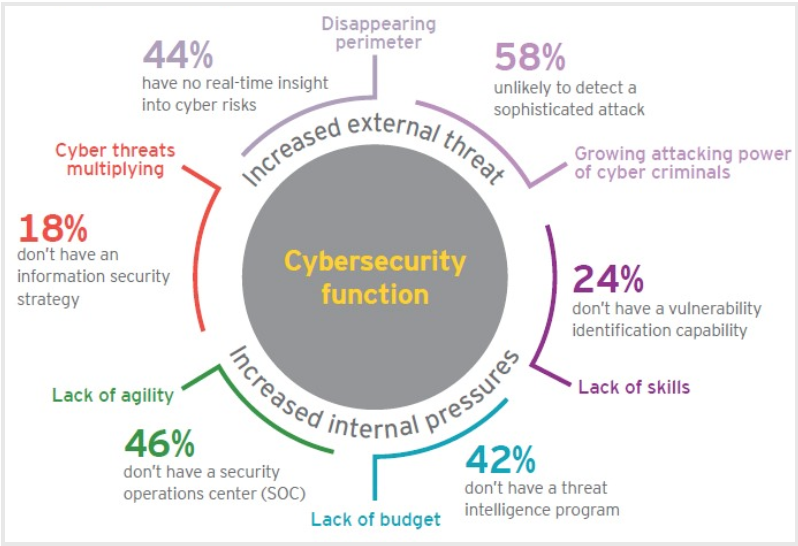 Disappearing
perimeter
44%
have no real-time insight
into cyber risks
58%
unlikely to detect a
sophisticated attack
Increased external threat
Cyber threats
multiplying
Growing attacking power
of cyber criminals
18%
don't have an
information security
strategy
Cybersecurity
function
24%
don't have a vulnerability
identification capability
Increased internal pressures
Lack of agility
Lack of skills
46%
don't have a security
operations center (SOC)
42%
don't have a threat
intelligence program
Lack of budget